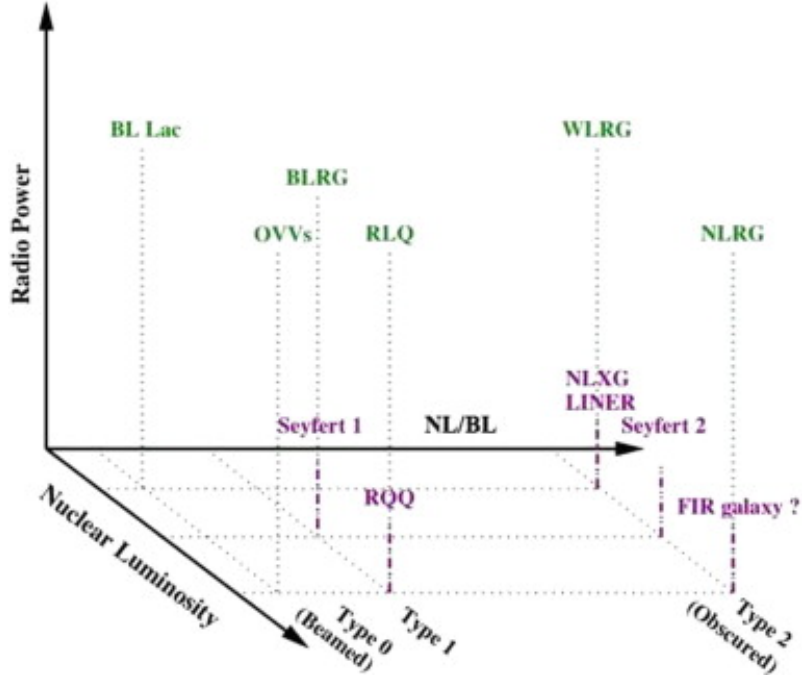 BL Lac
WLRG
BLRG
OVVs
RLQ
NLRG
Radio Power
NLXG
LINER
Seyfert 1
NL/BL
Seyfert 2
RQQ
FIR galaxy ?
Nuclear Luminosity
Type 0
(Beamed)
Type 1
Type 2
(Obscured)